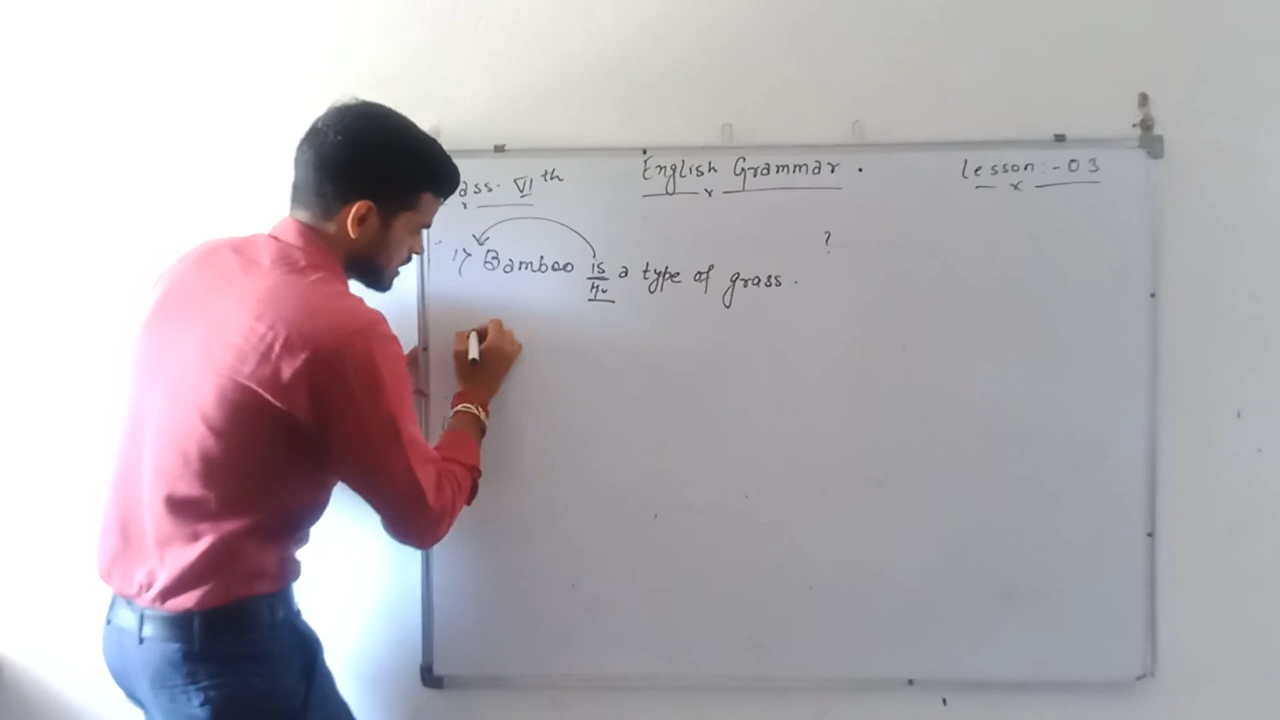 ass. VI th
English Grammar.
Lesson:-03
?
1) Bamboo is a type of grass.
H.V